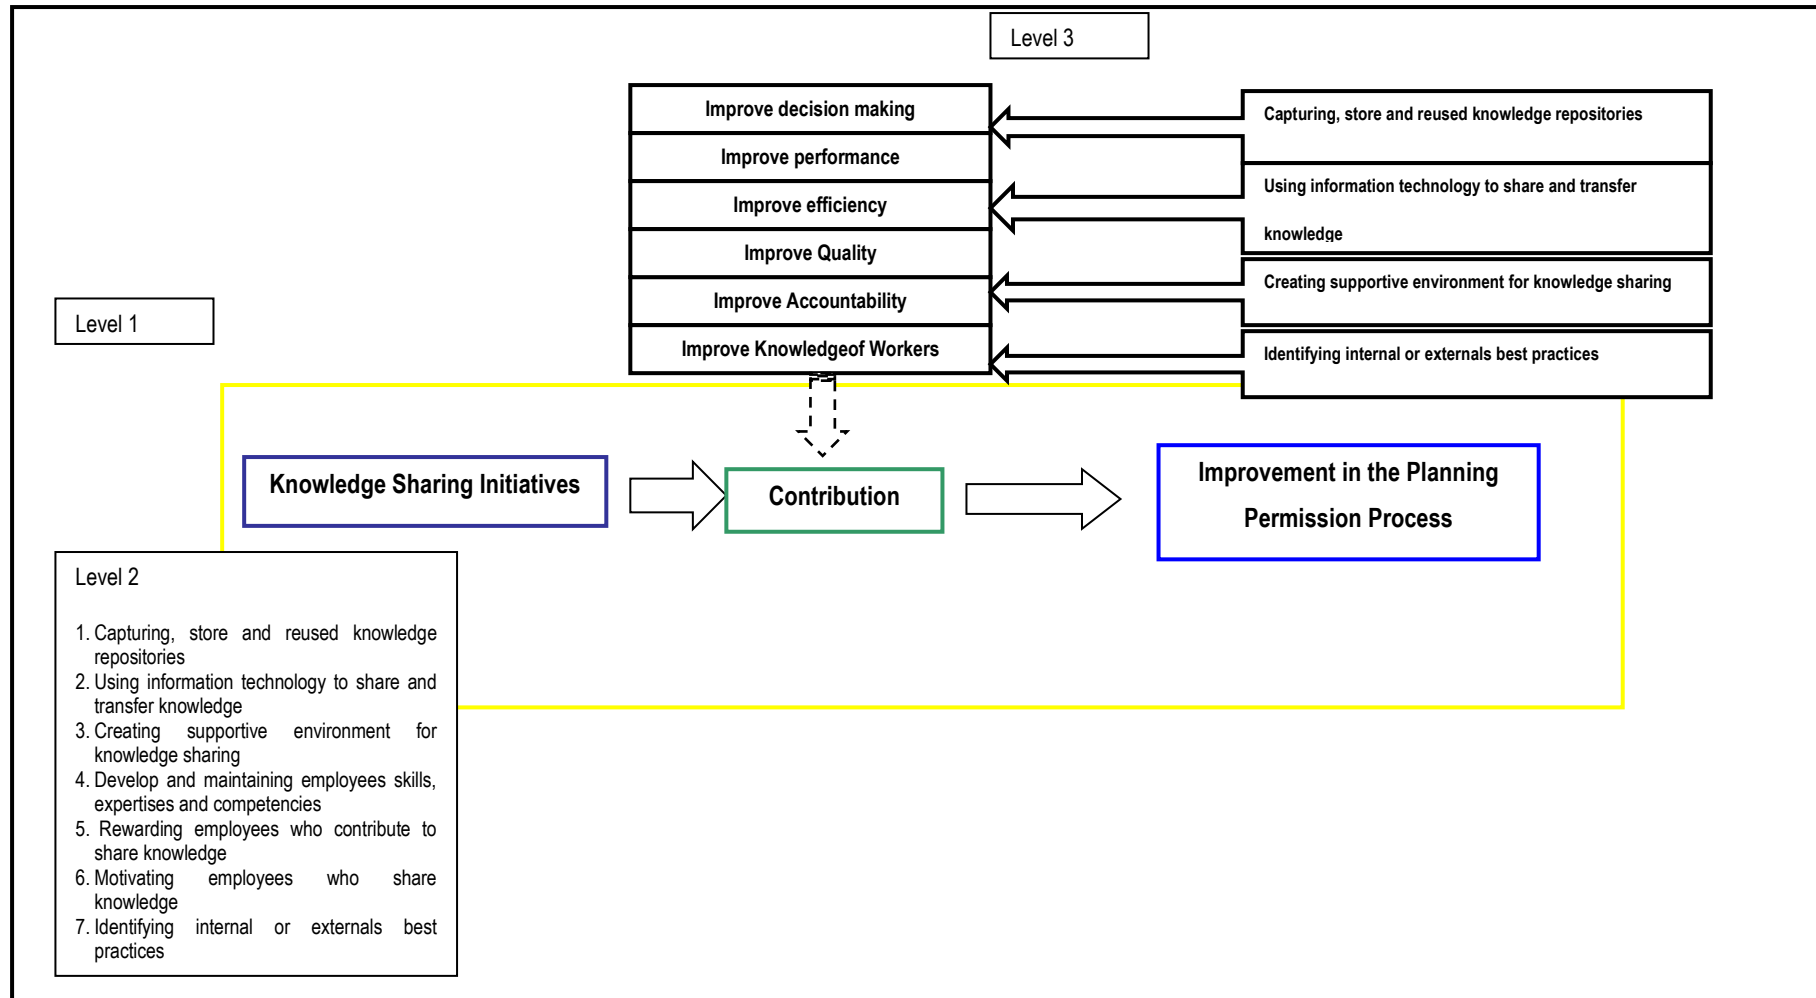 Level 3
Improve decision making
Improve performance
Improve efficiency
Improve Quality
Improve Accountability
Improve Knowledgeof Workers
Capturing, store and reused knowledge repositories
Using information technology to share and transfer
knowledge
Creating supportive environment for knowledge sharing
Identifying internal or externals best practices
Level 1
Knowledge Sharing Initiatives
Contribution
Improvement in the Planning
Permission Process
Level 2
1. Capturing, store and reused knowledge
repositories
2. Using information technology to share and
transfer knowledge
3. Creating supportive environment for
knowledge sharing
4. Develop and maintaining employees skills,
expertises and competencies
5. Rewarding employees who contribute to
share knowledge
6. Motivating employees who share
knowledge
7. Identifying internal or externals best
practices